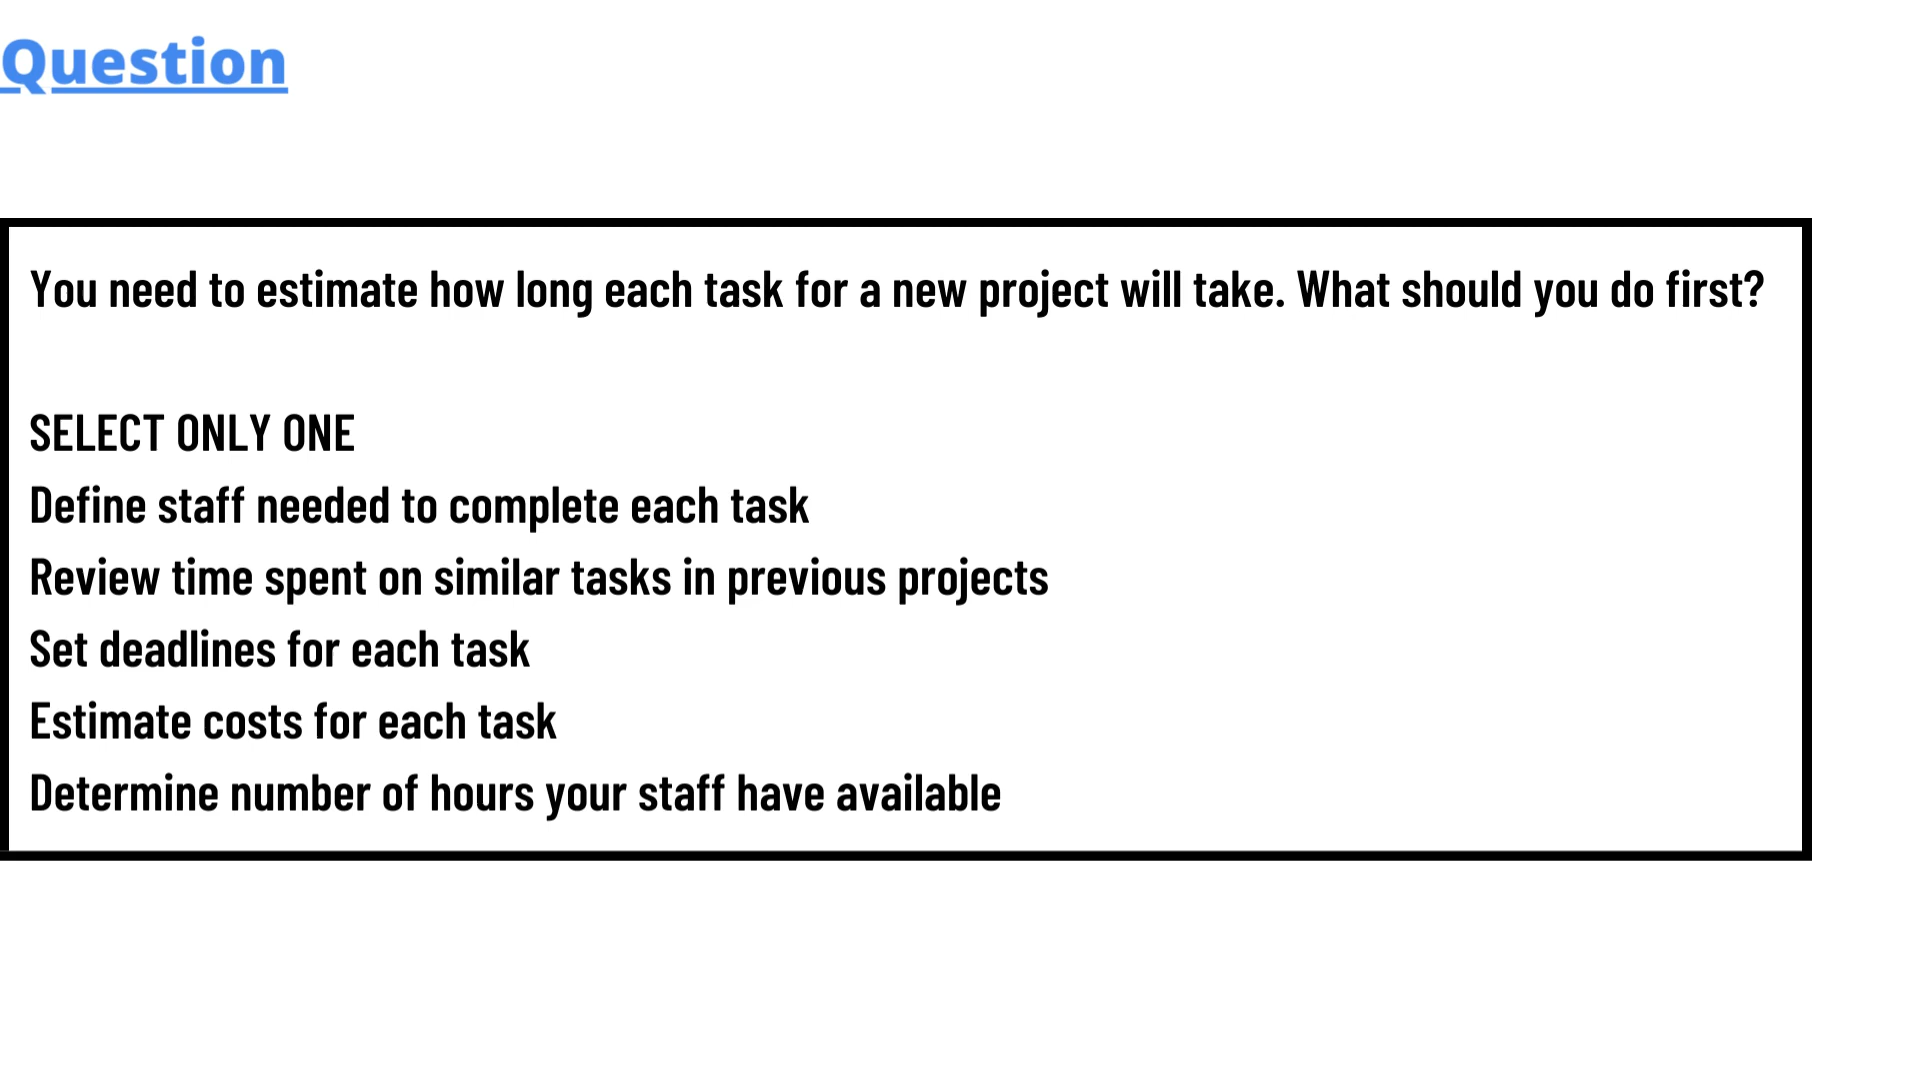 Question
You need to estimate how long each task for a new project will take. What should you do first?
SELECT ONLY ONE
Define staff needed to complete each task
Review time spent on similar tasks in previous projects
Set deadlines for each task
Estimate costs for each task
Determine number of hours your staff have available